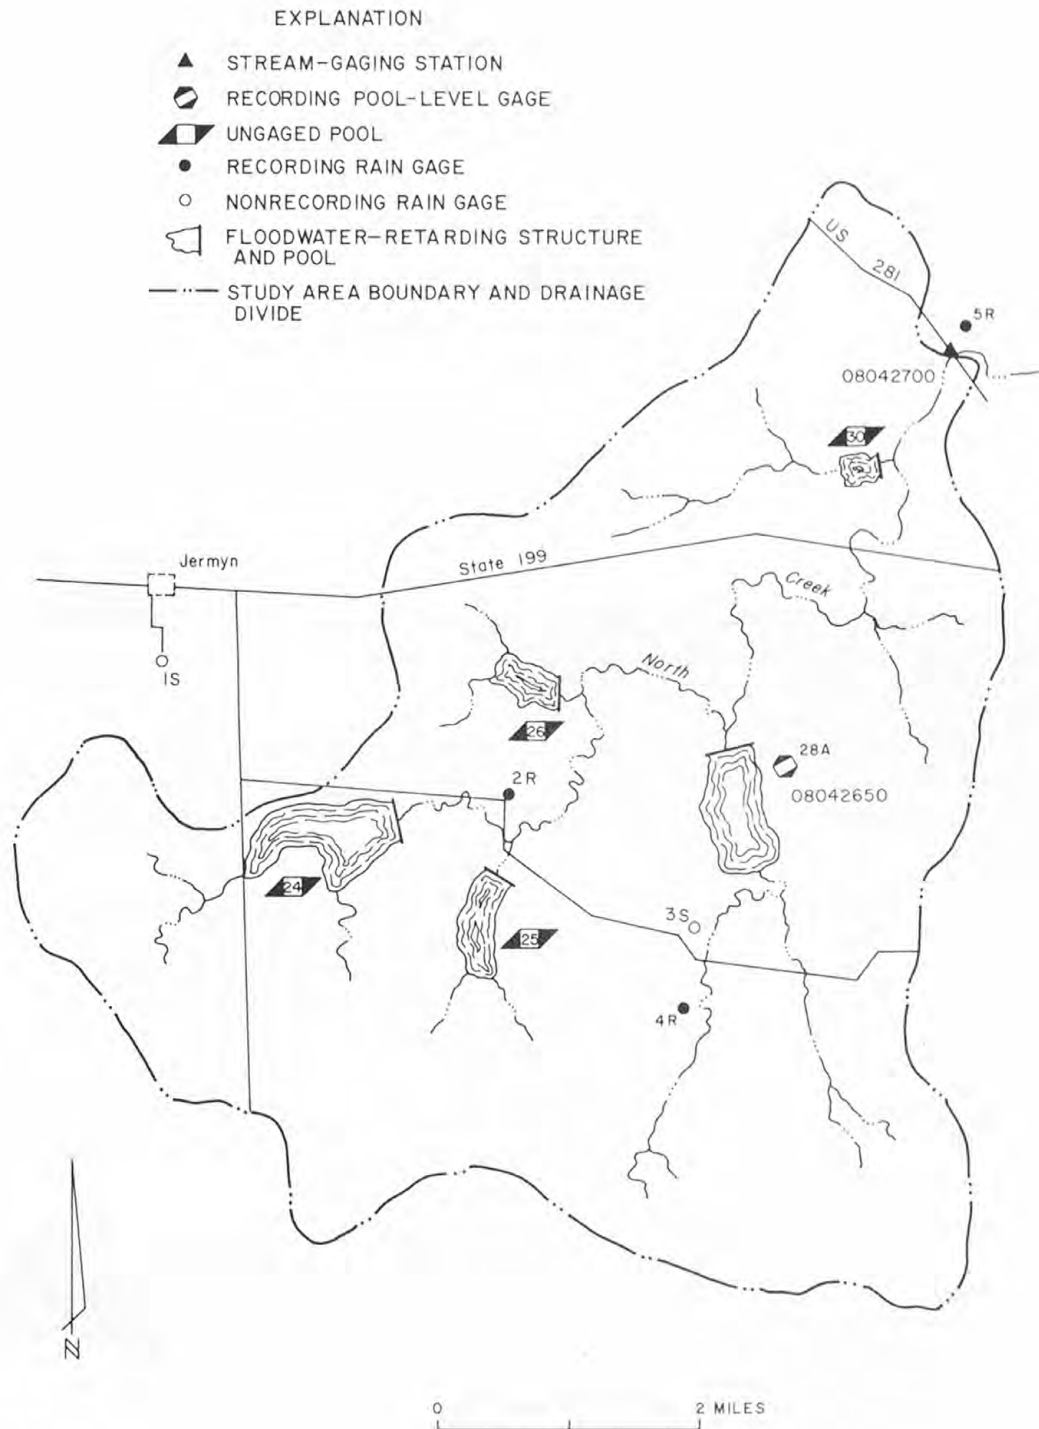 EXPLANATION
STREAM-GAGING STATION
RECORDING POOL-LEVEL GAGE
UNGAGED POOL
RECORDING RAIN GAGE
NONRECORDING RAIN GAGE
FLOODWATER-RETARDING STRUCTURE
AND POOL
STUDY AREA BOUNDARY AND DRAINAGE
DIVIDE
US 281
5R
08042700
30
Jermyn
State 199
Creek
1S
North
26
28A
2R
08042650
24
3S
25
4R
N
0 2 MILES